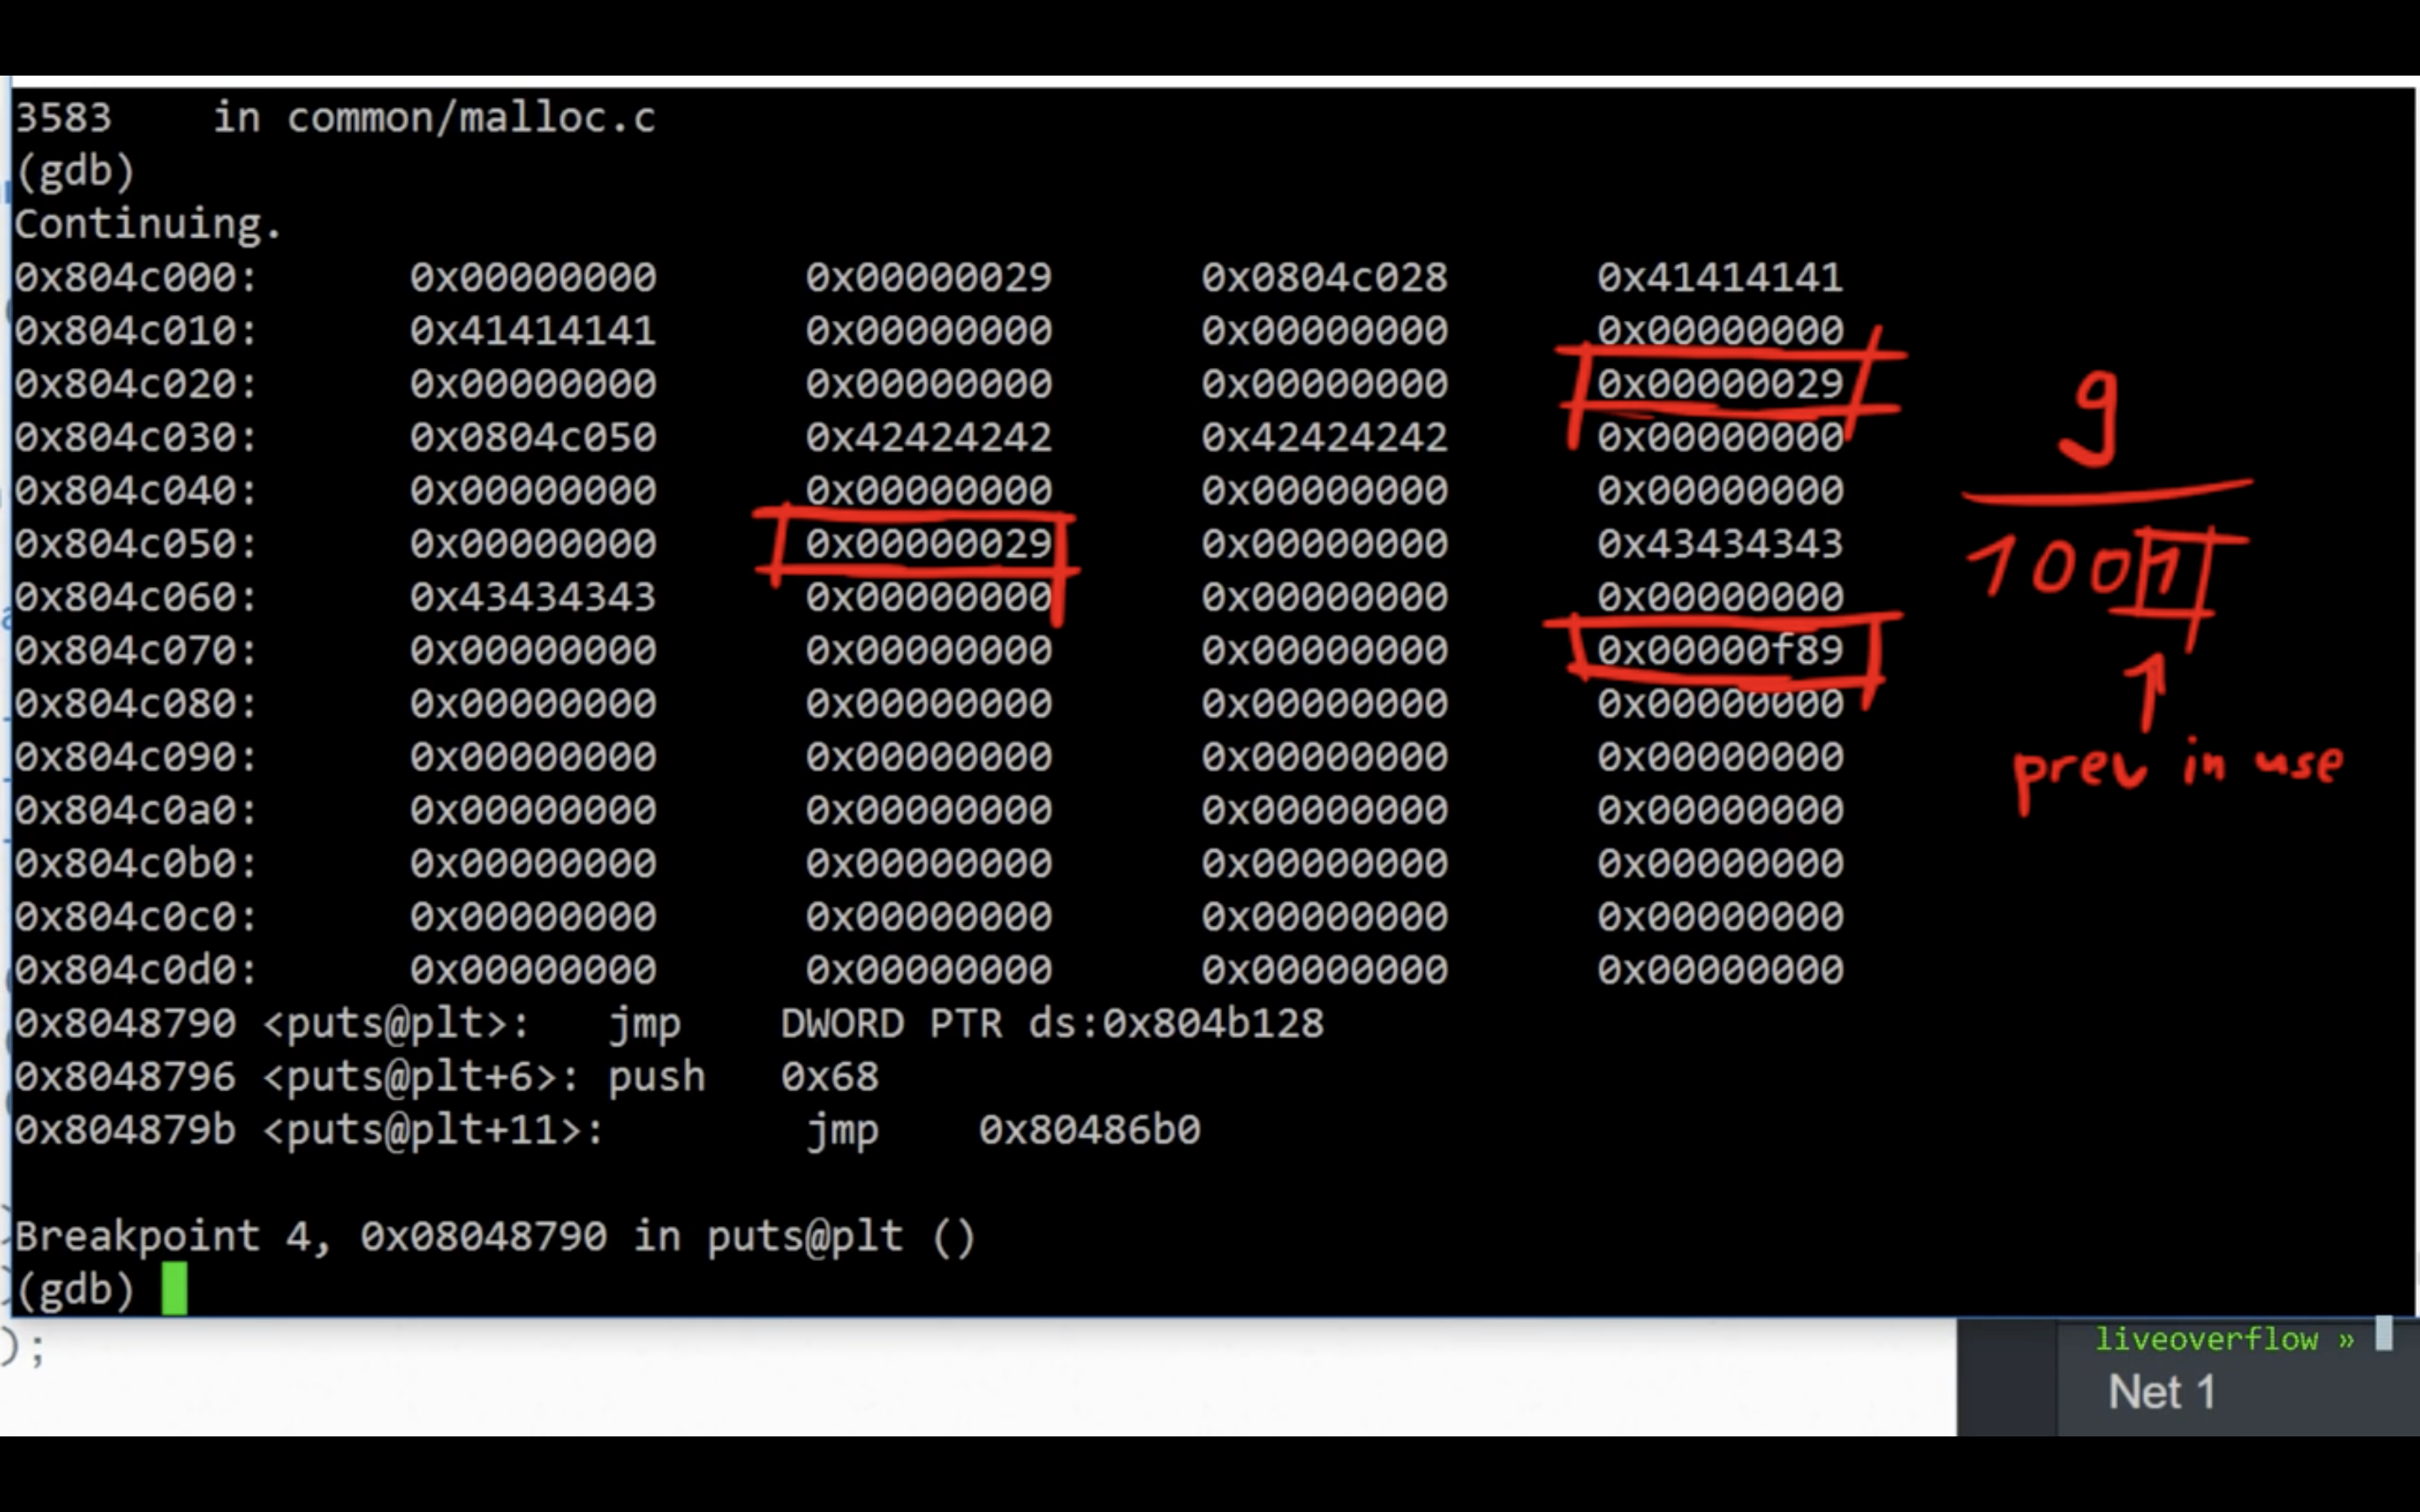 3583    in common/malloc.c
(gdb)
Continuing.
0x804c000:      0x00000000      0x00000029      0x0804c028      0x41414141
0x804c010:      0x41414141      0x00000000      0x00000000      0x00000000
0x804c020:      0x00000000      0x00000000      0x00000000      0x00000029
0x804c030:      0x0804c050      0x42424242      0x42424242      0x00000000
0x804c040:      0x00000000      0x00000000      0x00000000      0x00000000
0x804c050:      0x00000000      0x00000029      0x00000000      0x43434343
0x804c060:      0x43434343      0x00000000      0x00000000      0x00000000
0x804c070:      0x00000000      0x00000000      0x00000000      0x00000f89
0x804c080:      0x00000000      0x00000000      0x00000000      0x00000000
0x804c090:      0x00000000      0x00000000      0x00000000      0x00000000
0x804c0a0:      0x00000000      0x00000000      0x00000000      0x00000000
0x804c0b0:      0x00000000      0x00000000      0x00000000      0x00000000
0x804c0c0:      0x00000000      0x00000000      0x00000000      0x00000000
0x804c0d0:      0x00000000      0x00000000      0x00000000      0x00000000
0x8048790 <puts@plt>:   jmp    DWORD PTR ds:0x804b128
0x8048796 <puts@plt+6>: push   0x68
0x804879b <puts@plt+11>:        jmp    0x80486b0
Breakpoint 4, 0x08048790 in puts@plt ()
(gdb)
9
1001
prev in use
);
liveoverflow »
Net 1